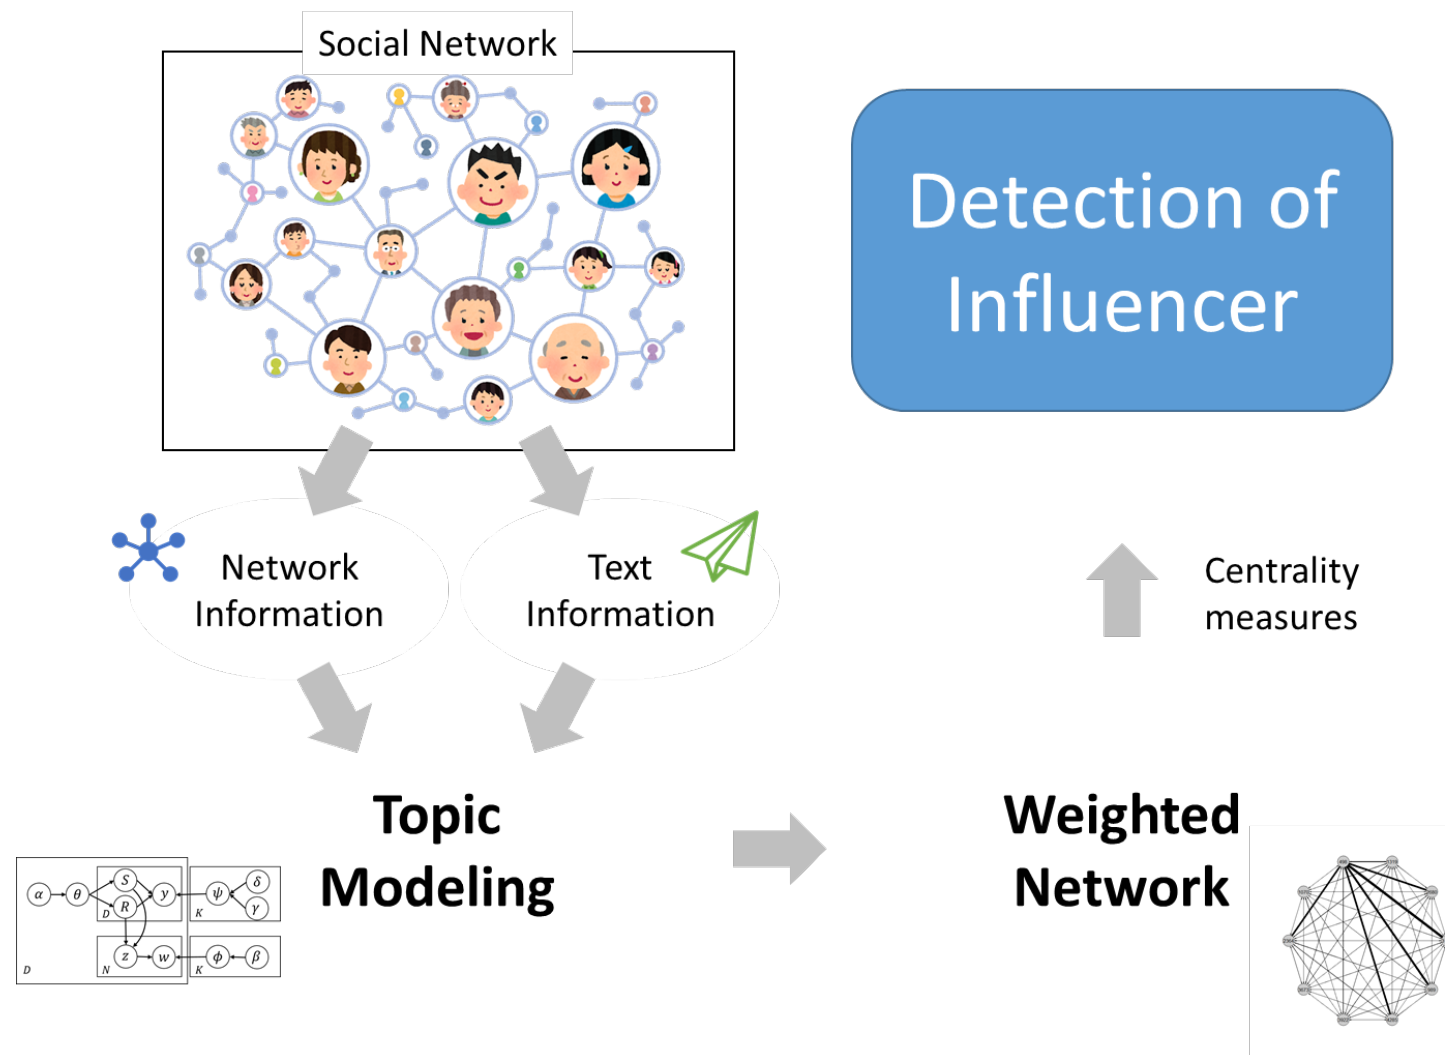 Social Network
Detection of
Influencer
Network
Information
Text
Information
Centrality
measures
Topic
Modeling
Weighted
Network
α θ S R D y ψ K δ γ
z N w ϕ K β
D